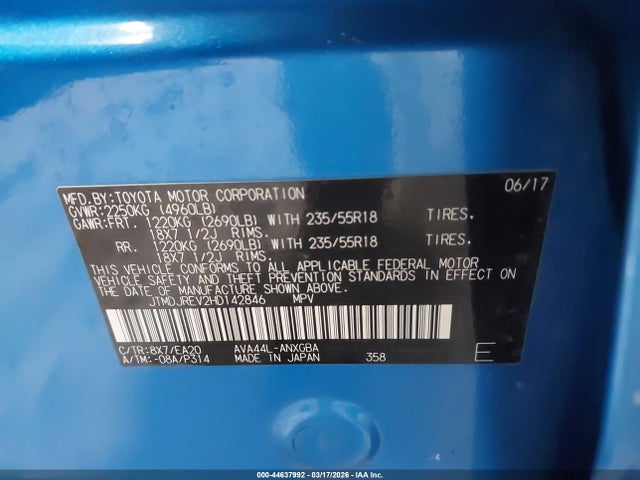 MFD.BY:TOYOTA MOTOR CORPORATION 06/17
GVWR:2250KG (4960LB)
GAWR:FRT. 1220KG (2690LB) WITH 235/55R18 TIRES.
18X7 1/2J RIMS.
RR. 1220KG (2690LB) WITH 235/55R18 TIRES.
18X7 1/2J RIMS.
THIS VEHICLE CONFORMS TO ALL APPLICABLE FEDERAL MOTOR
VEHICLE SAFETY AND THEFT PREVENTION STANDARDS IN EFFECT
ON THE DATE OF MANUFACTURE SHOWN ABOVE.
JTMDJREV2HD142846 MPV
C/TR:8X7/EA20 AVA44L-ANXGBA
A/TM:-08A/P314 MADE IN JAPAN 358 E
000-44637992 - 03/17/2026 - IAA Inc.